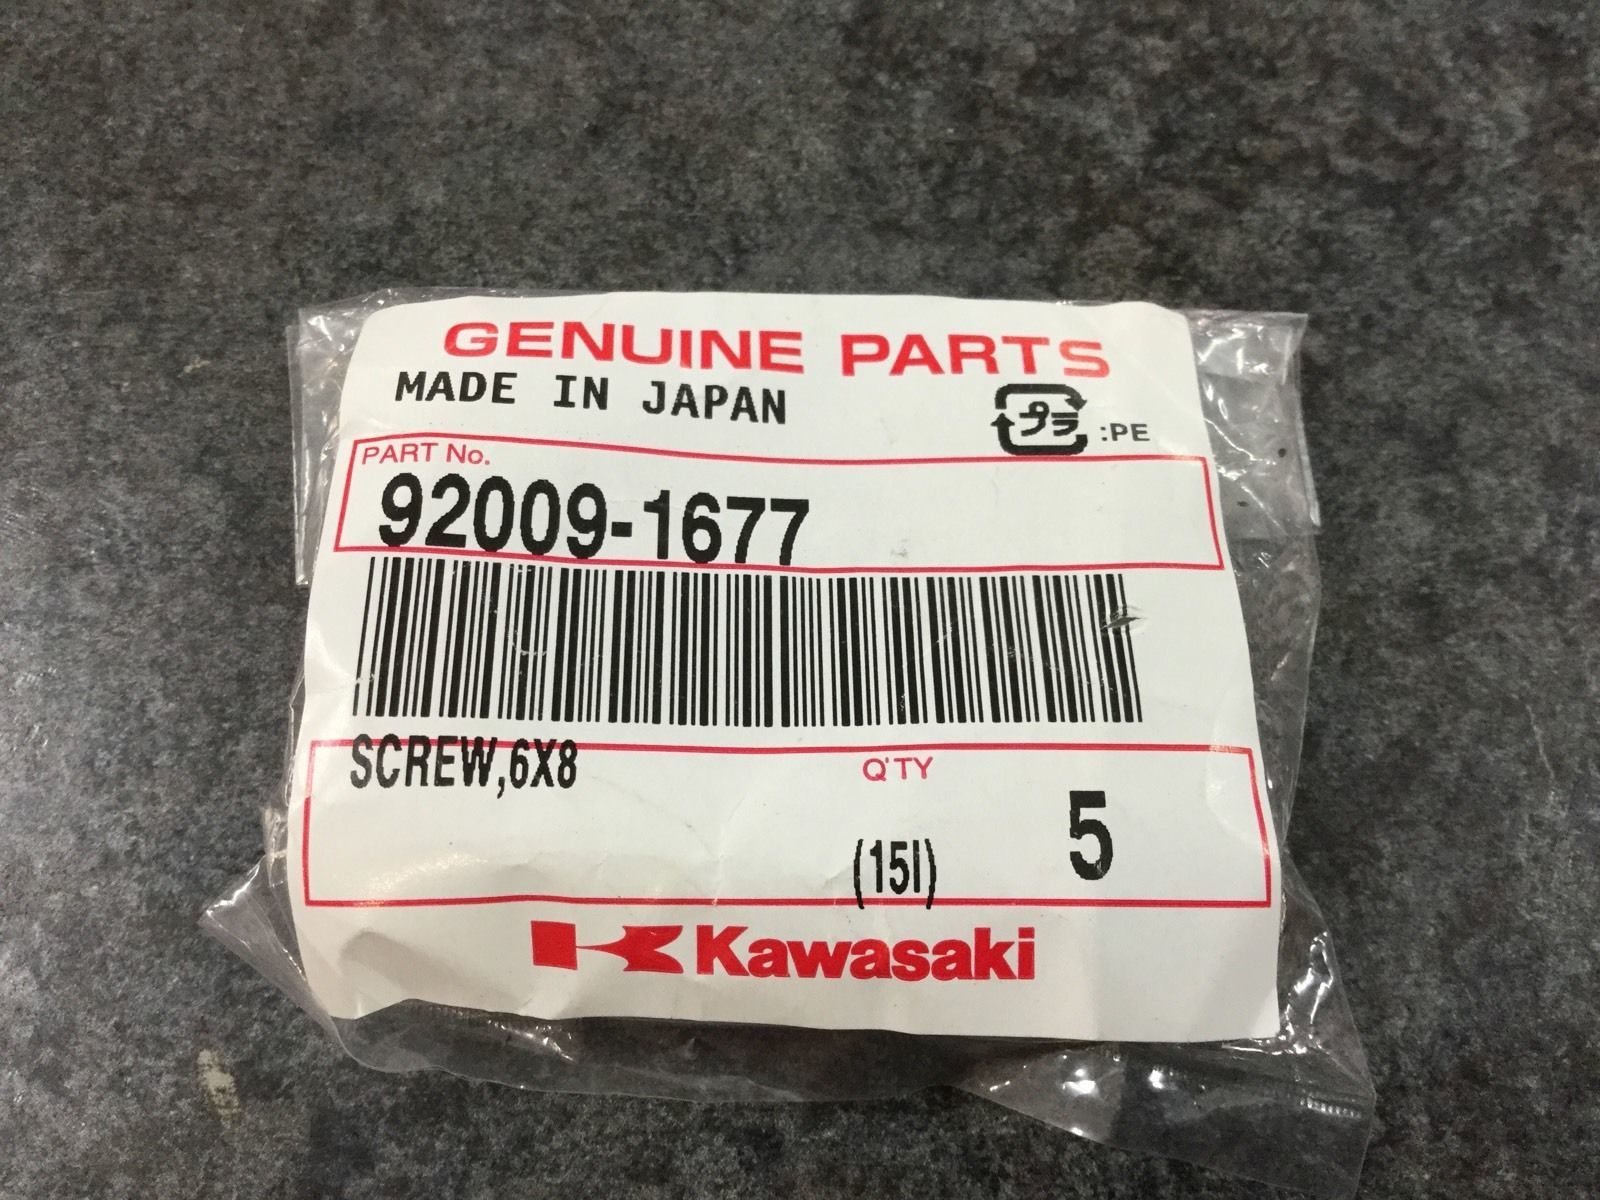 GENUINE PARTS
MADE IN JAPAN
プラ :PE
PART No.
92009-1677
SCREW,6X8
Q'TY
(15I) 5
Kawasaki